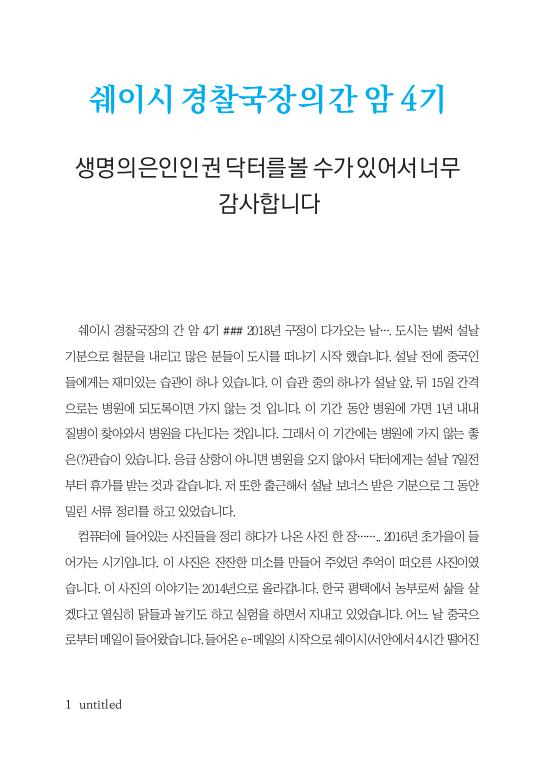 쉐이시 경찰국장의 간 암 4기
생명의 은인 인권 닥터를 볼 수가 있어서 너무
감사합니다
쉐이시 경찰국장의 간 암 4기 ### 2018년 구정이 다가오는 날…. 도시는 벌써 설날
기분으로 철문을 내리고 많은 분들이 도시를 떠나기 시작 했습니다. 설날 전에 중국인
들에게는 재미있는 습관이 하나 있습니다. 이 습관 중의 하나가 설날 앞, 뒤 15일 간격
으로는 병원에 되도록이면 가지 않는 것 입니다. 이 기간 동안 병원에 가면 1년 내내
질병이 찾아와서 병원을 다닌다는 것입니다. 그래서 이 기간에는 병원에 가지 않는 좋
은(?)관습이 있습니다. 응급 상항이 아니면 병원을 오지 않아서 닥터에게는 설날 7일전
부터 휴가를 받는 것과 같습니다. 저 또한 출근해서 설날 보너스 받은 기분으로 그 동안
밀린 서류 정리를 하고 있었습니다.
컴퓨터에 들어있는 사진들을 정리 하다가 나온 사진 한 장…….. 2016년 초가을이 들
어가는 시기입니다. 이 사진은 잔잔한 미소를 만들어 주었던 추억이 떠오른 사진이였
습니다. 이 사진의 이야기는 2014년으로 올라갑니다. 한국 평택에서 농부로써 삶을 살
겠다고 열심히 닭들과 놀기도 하고 실험을 하면서 지내고 있었습니다. 어느 날 중국으
로부터 메일이 들어왔습니다. 들어온 e-메일의 시작으로 쉐이시(서안에서 4시간 떨어진
1 untitled